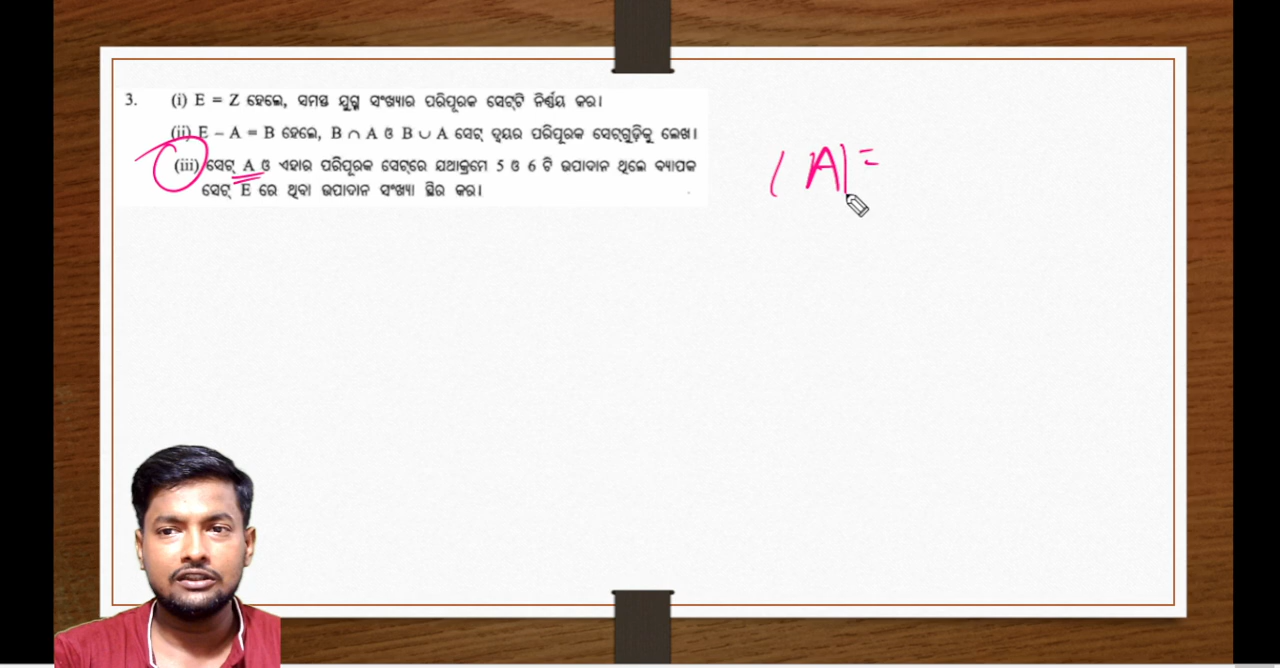 3. (i) E = Z ହେଲେ, ସମସ୍ତ ଯୁଗ୍ମ ସଂଖ୍ୟାର ପରିପୂରକ ସେଟ୍‌ଟି ନିର୍ଣ୍ଣୟ କର।
(ii) E – A = B ହେଲେ, B ∩ A ଓ B ∪ A ସେଟ୍ ଦ୍ୱୟର ପରିପୂରକ ସେଟ୍‌ଗୁଡ଼ିକୁ ଲେଖ।
(iii) ସେଟ୍ A ଓ ଏହାର ପରିପୂରକ ସେଟ୍‌ରେ ଯଥାକ୍ରମେ 5 ଓ 6 ଟି ଉପାଦାନ ଥିଲେ ବ୍ୟାପକ
ସେଟ୍ E ରେ ଥିବା ଉପାଦାନ ସଂଖ୍ୟା ସ୍ଥିର କର।
|A| =